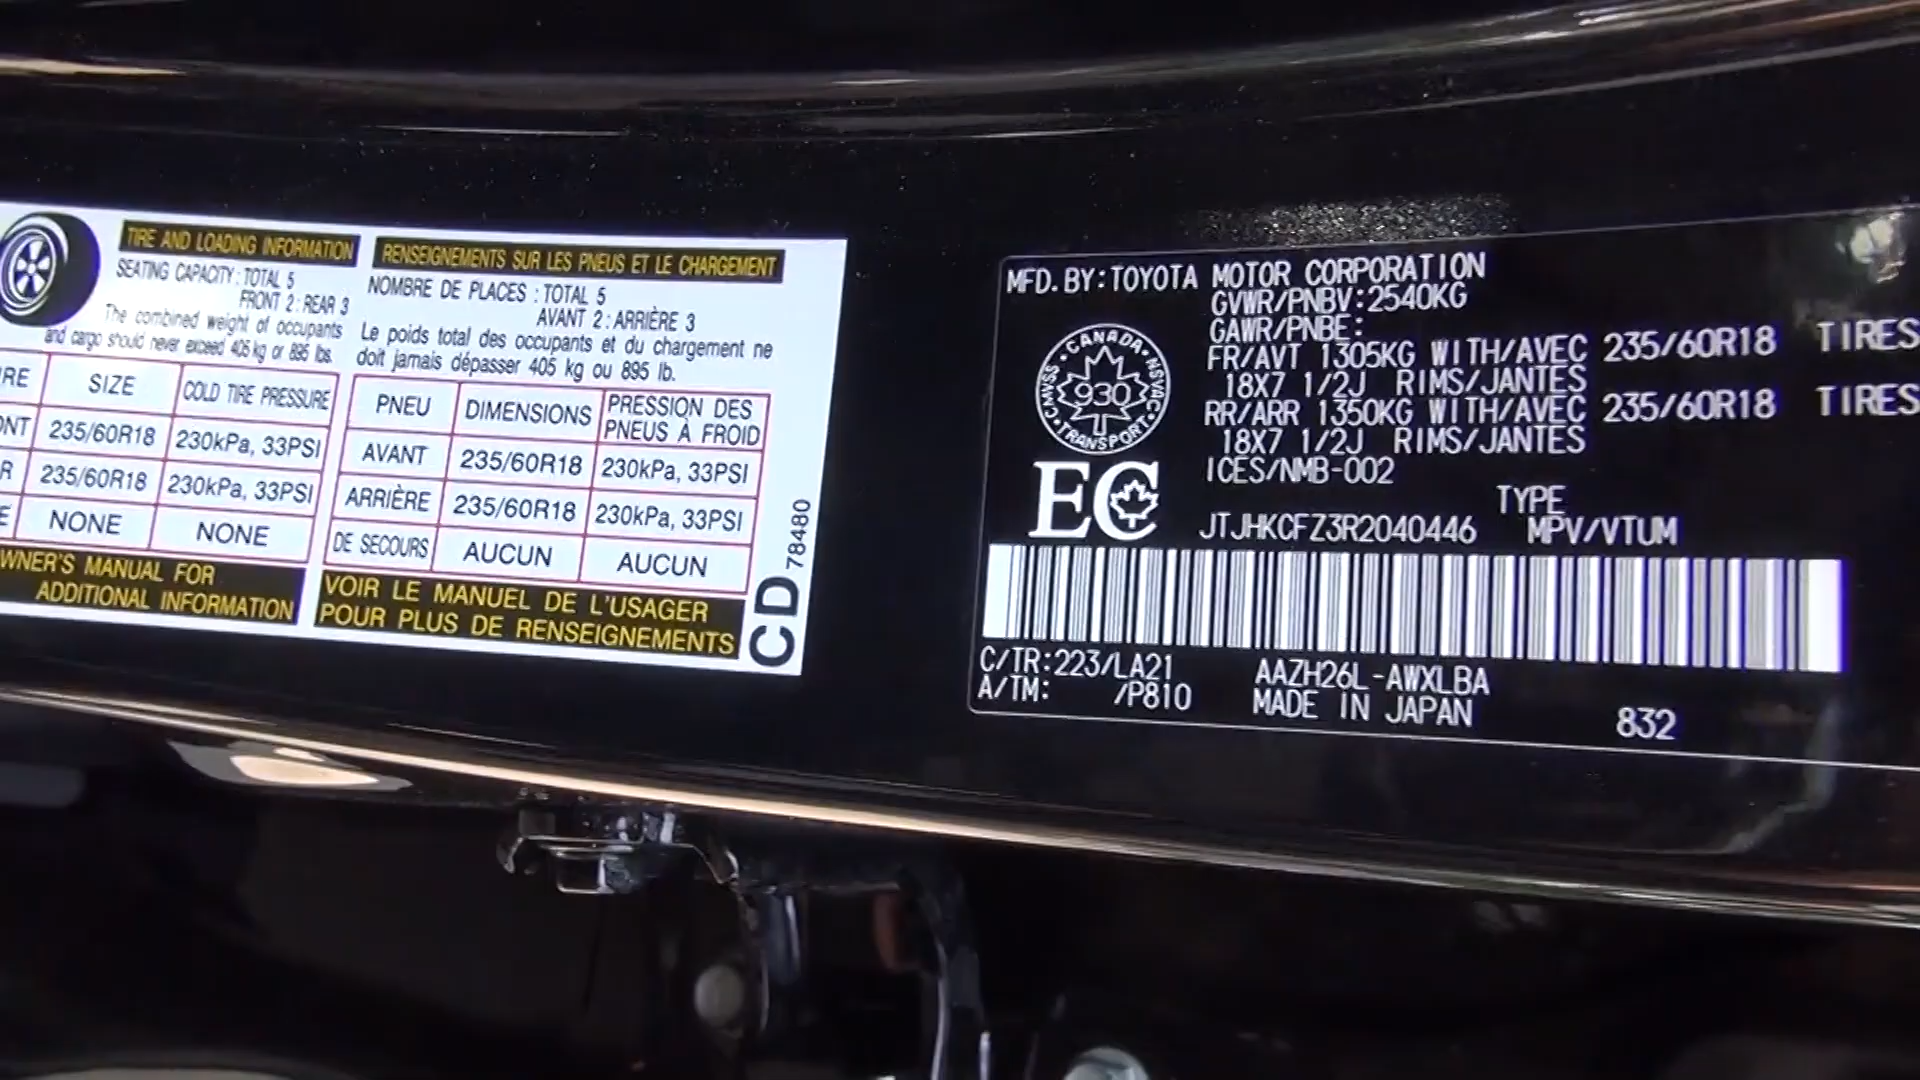 TIRE AND LOADING INFORMATION
SEATING CAPACITY : TOTAL 5
FRONT 2 : REAR 3
The combined weight of occupants
and cargo should never exceed 405 kg or 895 lbs.
SIZE COLD TIRE PRESSURE
235/60R18 230kPa, 33PSI
235/60R18 230kPa, 33PSI
NONE NONE
OWNER'S MANUAL FOR
ADDITIONAL INFORMATION
RENSEIGNEMENTS SUR LES PNEUS ET LE CHARGEMENT
NOMBRE DE PLACES : TOTAL 5
AVANT 2 : ARRIÈRE 3
Le poids total des occupants et du chargement ne
doit jamais dépasser 405 kg ou 895 lb.
PNEU DIMENSIONS PRESSION DES
PNEUS À FROID
AVANT 235/60R18 230kPa, 33PSI
ARRIÈRE 235/60R18 230kPa, 33PSI
DE SECOURS AUCUN AUCUN
VOIR LE MANUEL DE L'USAGER
POUR PLUS DE RENSEIGNEMENTS
CD 78480
MFD. BY: TOYOTA MOTOR CORPORATION
GVWR/PNBV:2540KG
GAWR/PNBE:
FR/AVT 1305KG WITH/AVEC 235/60R18 TIRES
18X7 1/2J RIMS/JANTES
RR/ARR 1350KG WITH/AVEC 235/60R18 TIRES
18X7 1/2J RIMS/JANTES
ICES/NMB-002
CANADA
CMVSS NSVAC
930
TRANSPORT
EC
TYPE
JTJHKCFZ3R2040446 MPV/VTUM
C/TR:223/LA21 AAZH26L-AWXLBA
A/TM: /P810 MADE IN JAPAN 832